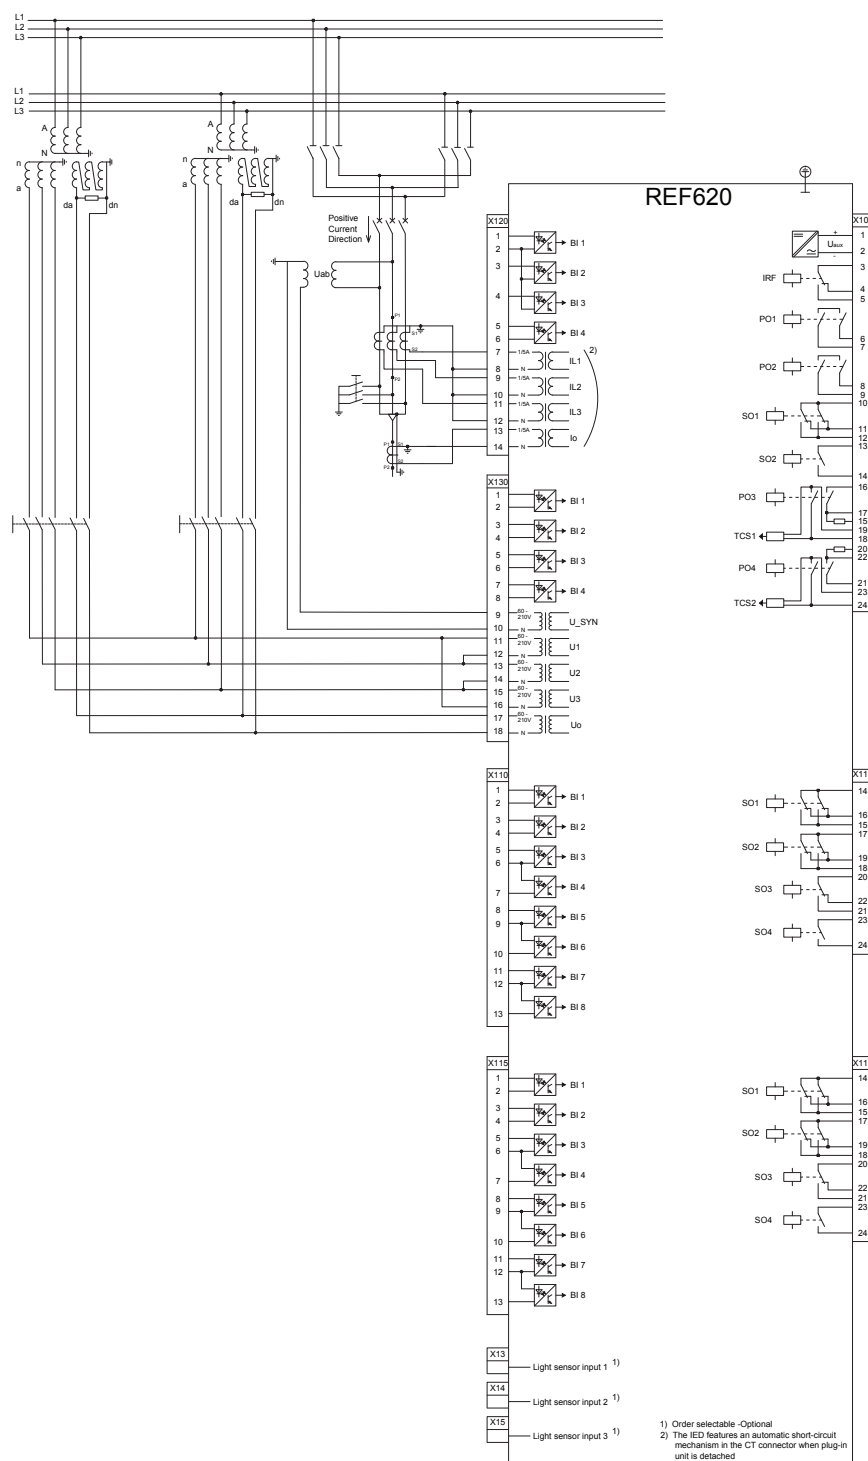 L1
L2
L3
L1
L2
L3
A
N
n
a
da
dn
A
N
n
a
da
dn
Positive
Current
Direction
Uab
P1
S1
S2
P2
P1
S1
S2
P2
REF620
X120
1
2
3
4
5
6
7
8
9
10
11
12
13
14
BI 1
BI 2
BI 3
BI 4
1/5A
N
IL1
2)
1/5A
N
IL2
1/5A
N
IL3
1/5A
N
Io
X130
1
2
3
4
5
6
7
8
9
10
11
12
13
14
15
16
17
18
BI 1
BI 2
BI 3
BI 4
60 -
210V
N
U_SYN
60 -
210V
N
U1
60 -
210V
N
U2
60 -
210V
N
U3
60 -
210V
N
Uo
X110
1
2
3
4
5
6
7
8
9
10
11
12
13
BI 1
BI 2
BI 3
BI 4
BI 5
BI 6
BI 7
BI 8
X115
1
2
3
4
5
6
7
8
9
10
11
12
13
BI 1
BI 2
BI 3
BI 4
BI 5
BI 6
BI 7
BI 8
X13
Light sensor input 1 1)
X14
Light sensor input 2 1)
X15
Light sensor input 3 1)
X10
+
Uaux
-
1
2
IRF
3
4
5
PO1
6
7
PO2
8
9
SO1
10
11
12
SO2
13
14
PO3
16
17
15
TCS1
19
18
20
PO4
22
21
23
TCS2
24
X11
SO1
14
16
15
SO2
17
19
18
SO3
20
22
21
SO4
23
24
X11
SO1
14
16
15
SO2
17
19
18
SO3
20
22
21
SO4
23
24
1) Order selectable -Optional
2) The IED features an automatic short-circuit
mechanism in the CT connector when plug-in
unit is detached